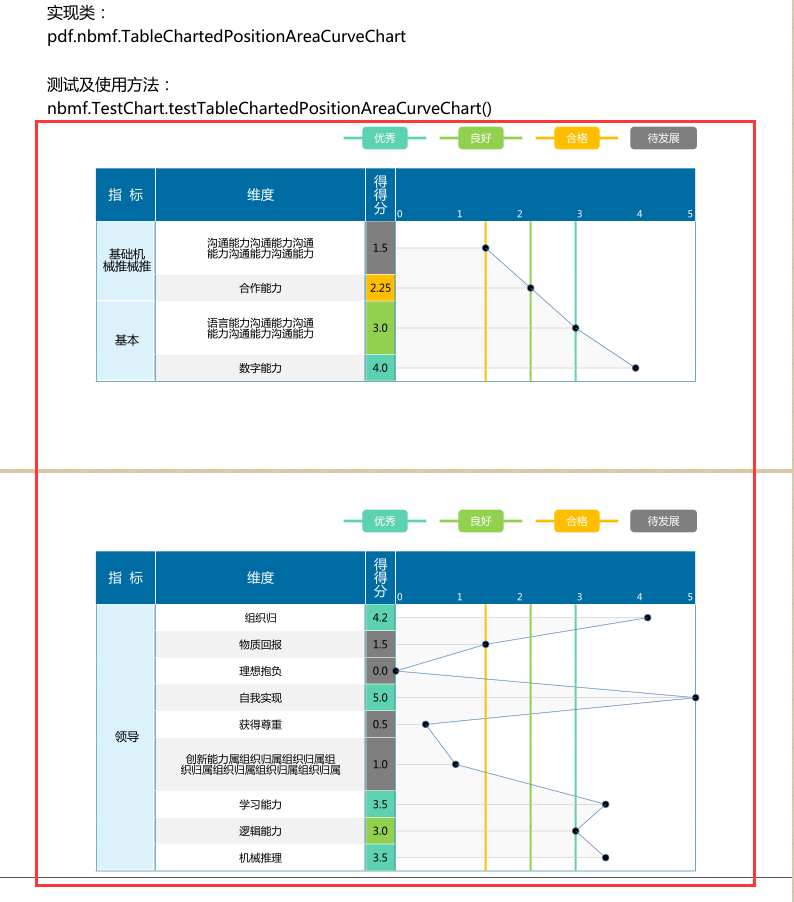 实现类：
pdf.nbmf.TableChartedPositionAreaCurveChart
测试及使用方法：
nbmf.TestChart.testTableChartedPositionAreaCurveChart()
优秀 良好 合格 待发展
指 标 维度 得得分 0 1 2 3 4 5
基础机械推械推
沟通能力沟通能力沟通
能力沟通能力沟通能力
1.5
合作能力 2.25
基本
语言能力沟通能力沟通
能力沟通能力沟通能力
3.0
数字能力 4.0
优秀 良好 合格 待发展
指 标 维度 得得分 0 1 2 3 4 5
领导
组织归 4.2
物质回报 1.5
理想抱负 0.0
自我实现 5.0
获得尊重 0.5
创新能力属组织归属组织归属组
织归属组织归属组织归属组织归属
1.0
学习能力 3.5
逻辑能力 3.0
机械推理 3.5